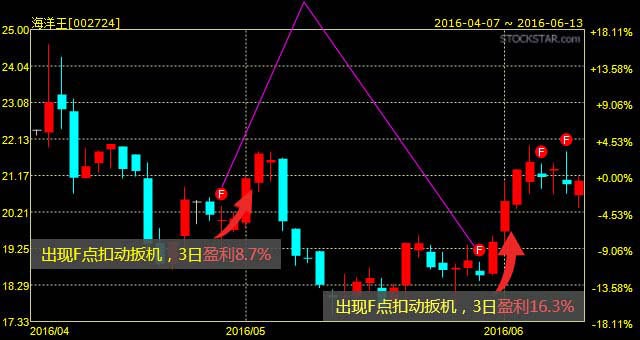 海洋王[002724]
2016-04-07 ~ 2016-06-13
STOCKSTAR.com
25.00
+18.11%
24.04
+13.58%
23.08
+9.06%
22.13
+4.53%
F
F
21.17
+0.00%
F
20.21
-4.53%
F
19.25
-9.06%
出现F点扣动扳机，3日盈利8.7%
18.29
-13.58%
出现F点扣动扳机，3日盈利16.3%
17.33
-18.11%
2016/04
2016/05
2016/06